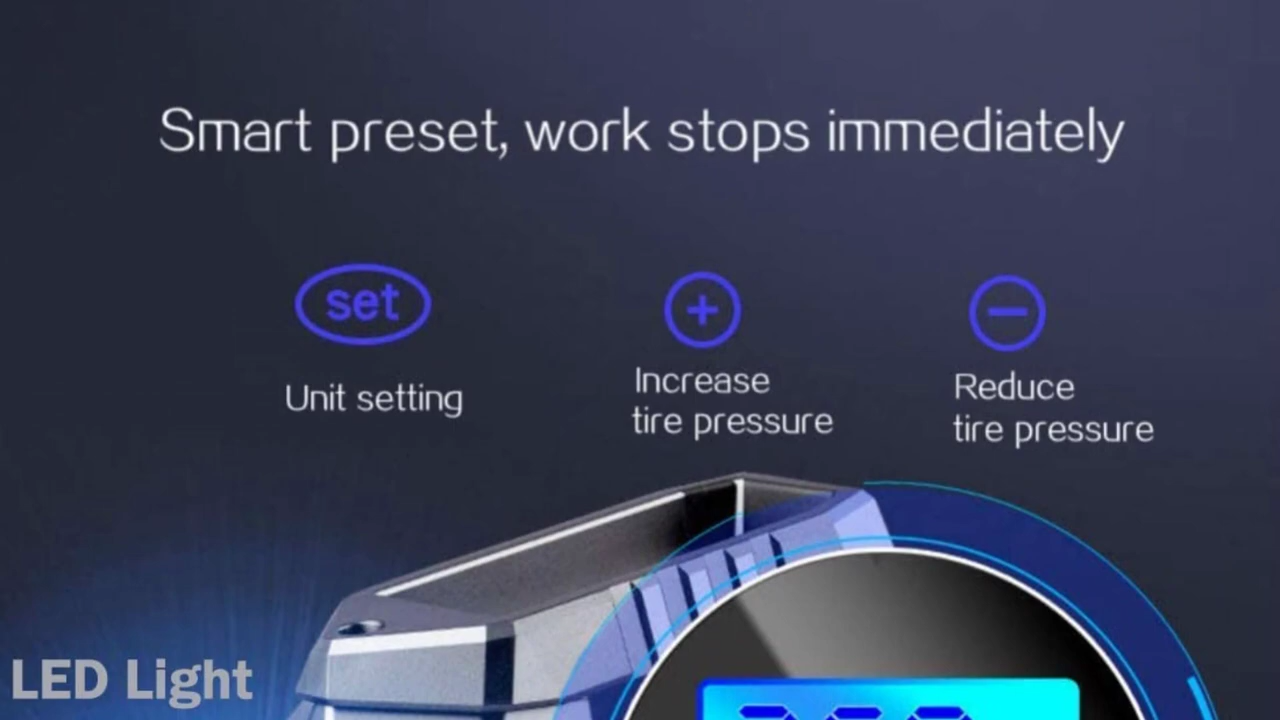 Smart preset, work stops immediately
set
+
−
Unit setting
Increase
tire pressure
Reduce
tire pressure
LED Light